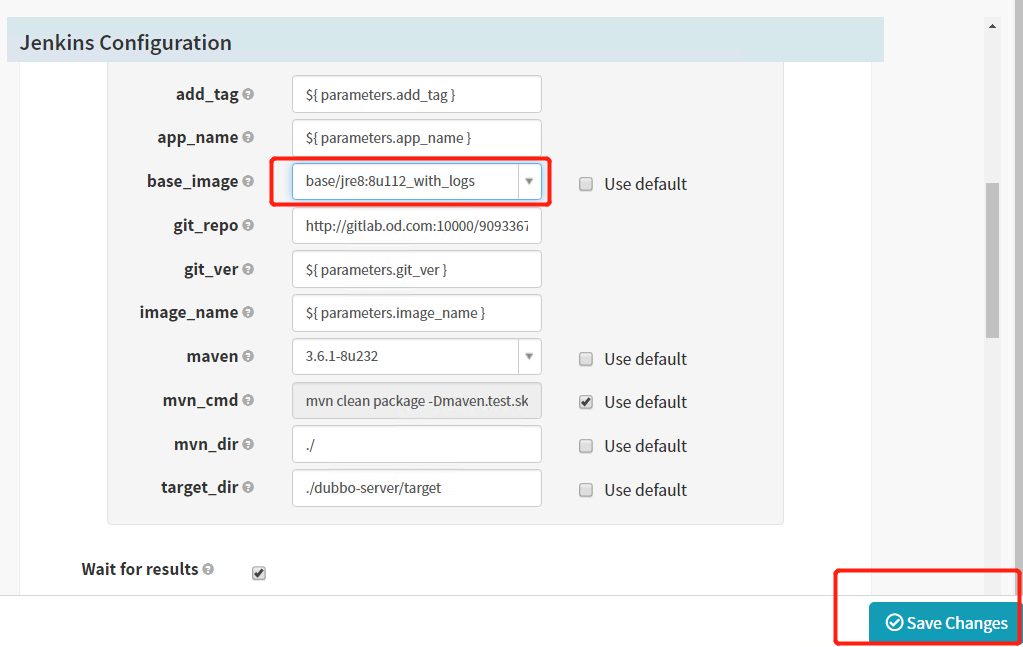 Jenkins Configuration
add_tag ${ parameters.add_tag }
app_name ${ parameters.app_name }
base_image base/jre8:8u112_with_logs Use default
git_repo http://gitlab.od.com:10000/9093367
git_ver ${ parameters.git_ver }
image_name ${ parameters.image_name }
maven 3.6.1-8u232 Use default
mvn_cmd mvn clean package -Dmaven.test.sk Use default
mvn_dir ./ Use default
target_dir ./dubbo-server/target Use default
Wait for results
Save Changes